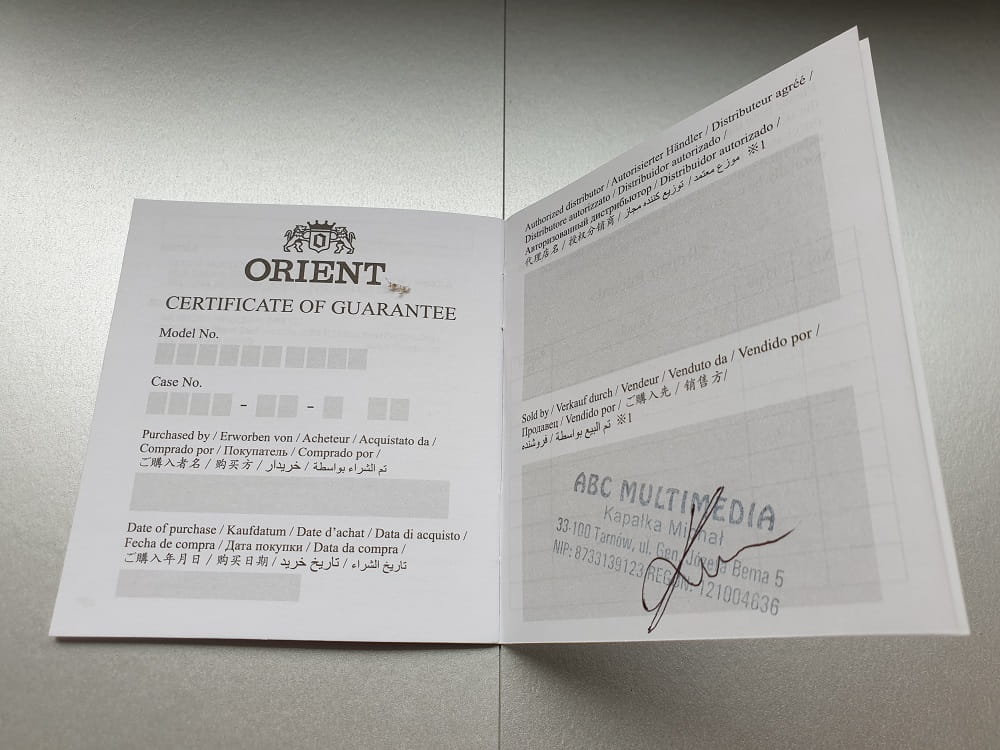 ORIENT
CERTIFICATE OF GUARANTEE
Model No.
Case No.
- -
Purchased by / Erworben von / Acheteur / Acquistato da /
Comprado por / Покупатель / Comprado por /
ご購入者名 / 购买方 / خریدار / تم الشراء بواسطة
Date of purchase / Kaufdatum / Date d’achat / Data di acquisto /
Fecha de compra / Дата покупки / Data da compra /
ご購入年月日 / 购买日期 / تاریخ خرید / تاريخ الشراء
Authorized distributor / Autorisierter Händler / Distributeur agréé /
Distributore autorizzato / Distribuidor autorizado /
Авторизованный дистрибьютор / Distribuidor autorizado /
代理店名 / 授权分销商 / توزیع کننده مجاز / موزع معتمد ※1
Sold by / Verkauf durch / Vendeur / Venduto da / Vendido por /
Продавец / Vendido por / ご購入先 / 销售方/
تم البيع بواسطة / فروشنده ※1
ABC MULTIMEDIA
Kapałka Michał
33-100 Tarnów, ul. Gen. Józefa Bema 5
NIP: 8733139123 REGON: 121004636